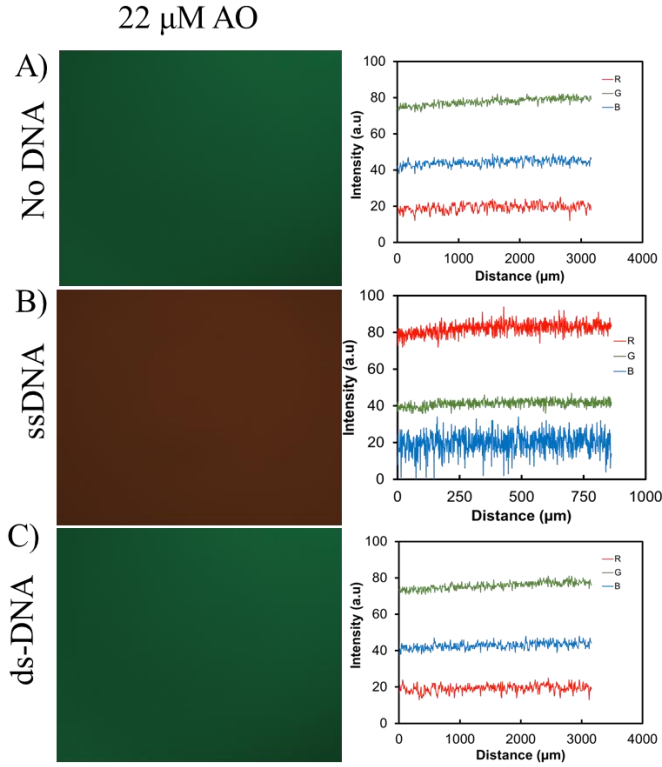 22 µM AO
A)
No DNA
100
80
60
40
20
0
Intensity (a.u)
R
G
B
0 1000 2000 3000 4000
Distance (µm)
B)
ssDNA
100
80
60
40
20
0
Intensity (a.u)
R
G
B
0 250 500 750 1000
Distance (µm)
C)
ds-DNA
100
80
60
40
20
0
Intensity (a.u)
R
G
B
0 1000 2000 3000 4000
Distance (µm)